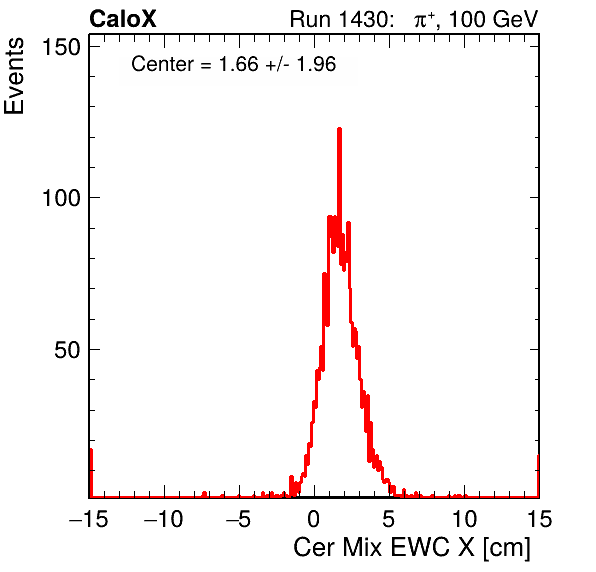 CaloX Run 1430: π⁺, 100 GeV
Events
Center = 1.66 +/- 1.96
150
100
50
−15 −10 −5 0 5 10 15
Cer Mix EWC X [cm]